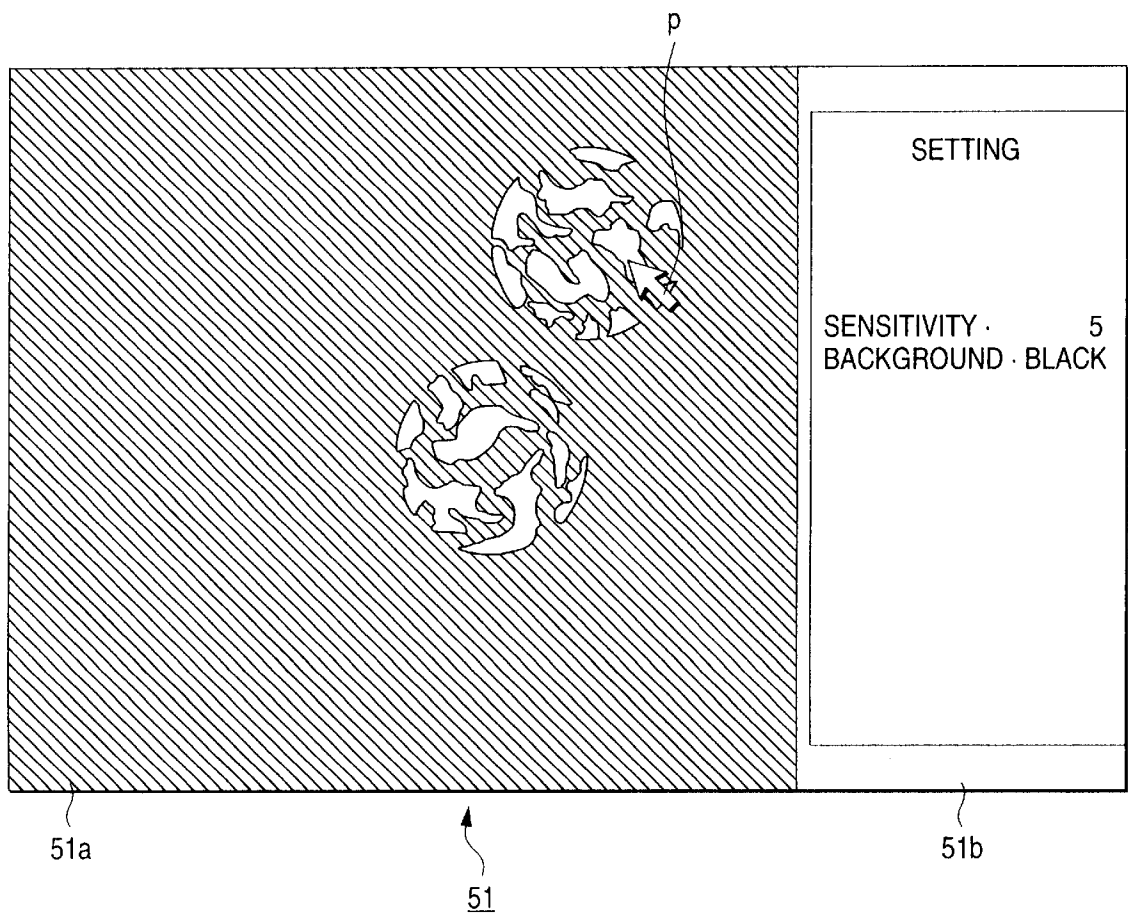 p
SETTING
SENSITIVITY · 5
BACKGROUND · BLACK
51a
51b
51